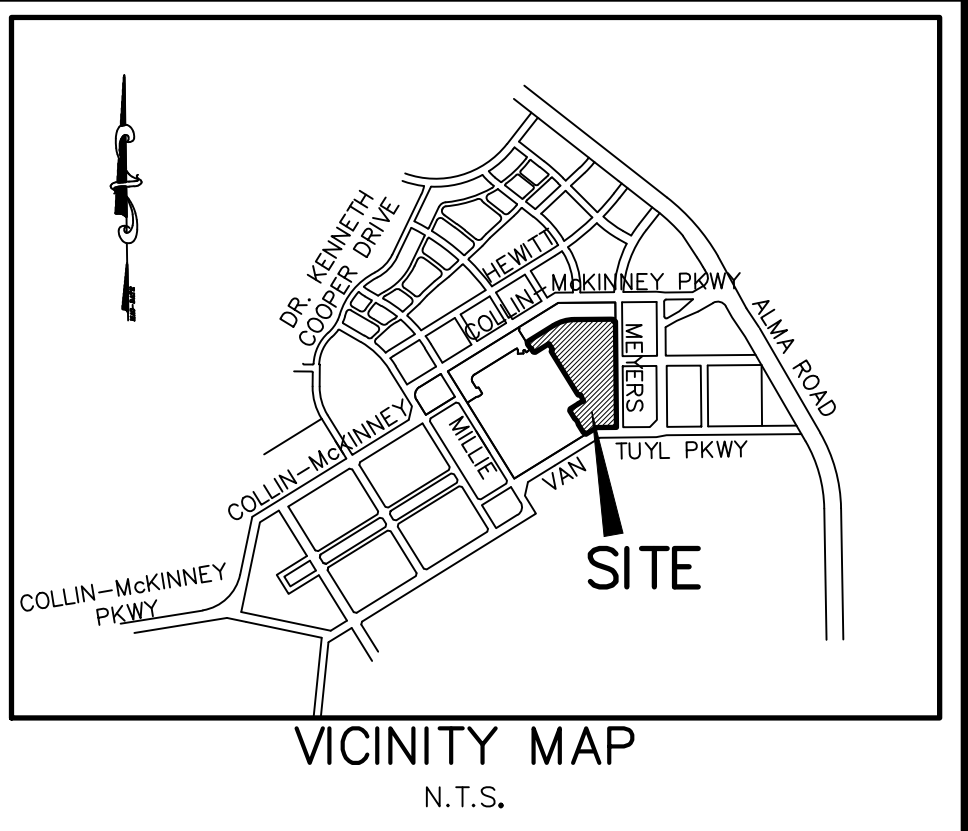 DR. KENNETH
COOPER DRIVE
HEWITT
COLLIN-McKINNEY PKWY
MEYERS
ALMA ROAD
COLLIN-McKINNEY
MILLIE
VAN TUYL PKWY
SITE
COLLIN-McKINNEY
PKWY
VICINITY MAP
N.T.S.